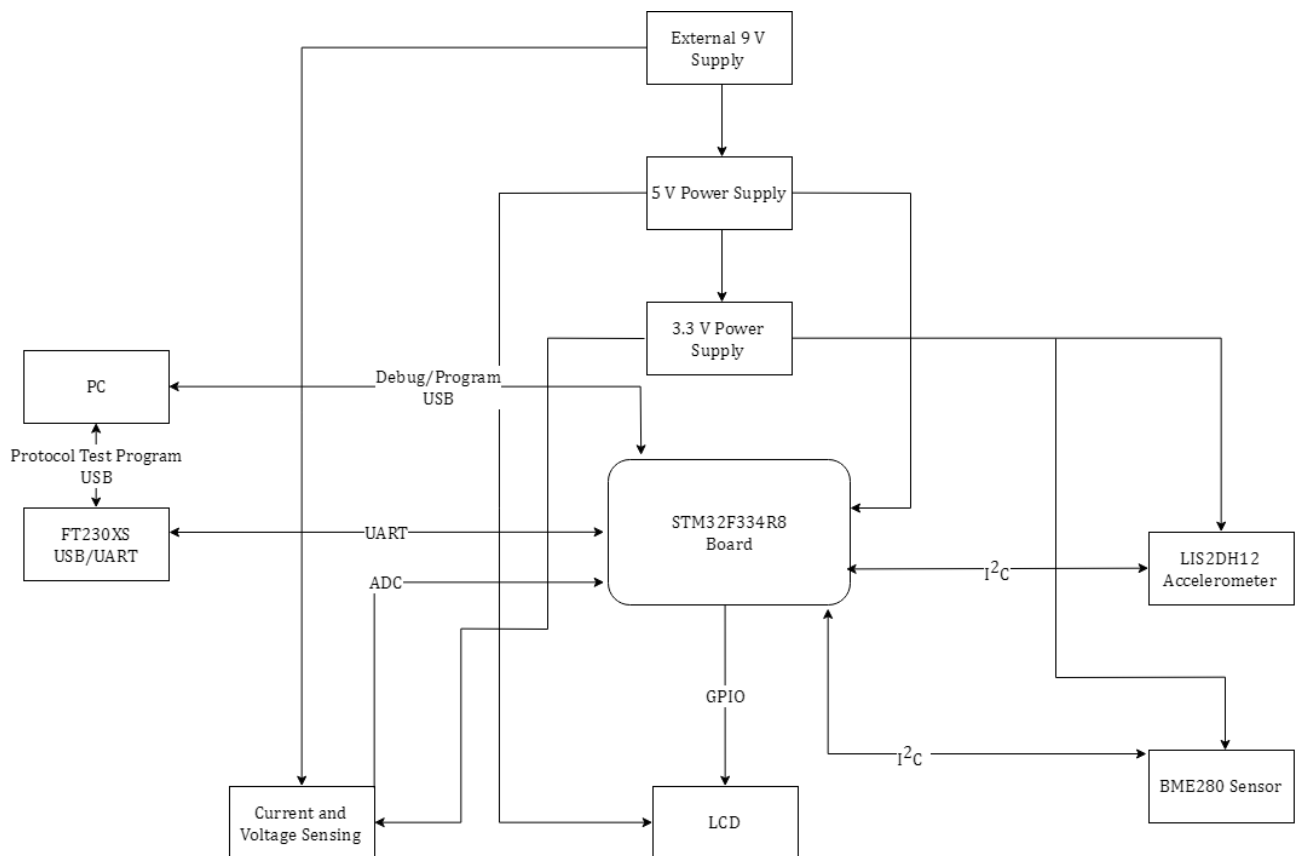 External 9 V
Supply
5 V Power Supply
3.3 V Power
Supply
PC
Debug/Program
USB
Protocol Test Program
USB
FT230XS
USB/UART
UART
STM32F334R8
Board
ADC
I²C
LIS2DH12
Accelerometer
GPIO
I²C
BME280 Sensor
Current and
Voltage Sensing
LCD